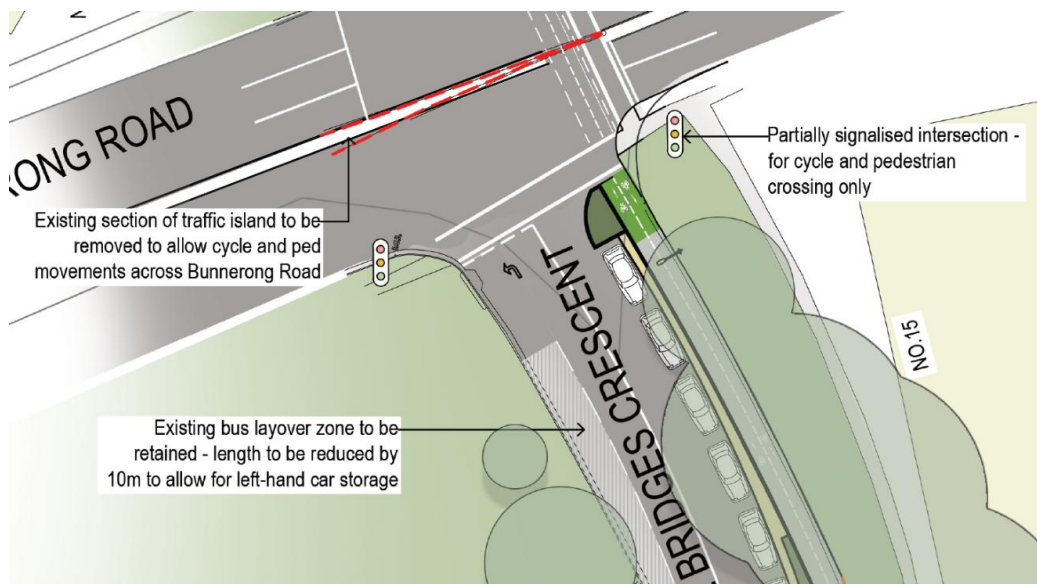 RONG ROAD
Partially signalised intersection -
for cycle and pedestrian
crossing only
Existing section of traffic island to be
removed to allow cycle and ped
movements across Bunnerong Road
BRIDGES CRESCENT
NO.15
Existing bus layover zone to be
retained - length to be reduced by
10m to allow for left-hand car storage